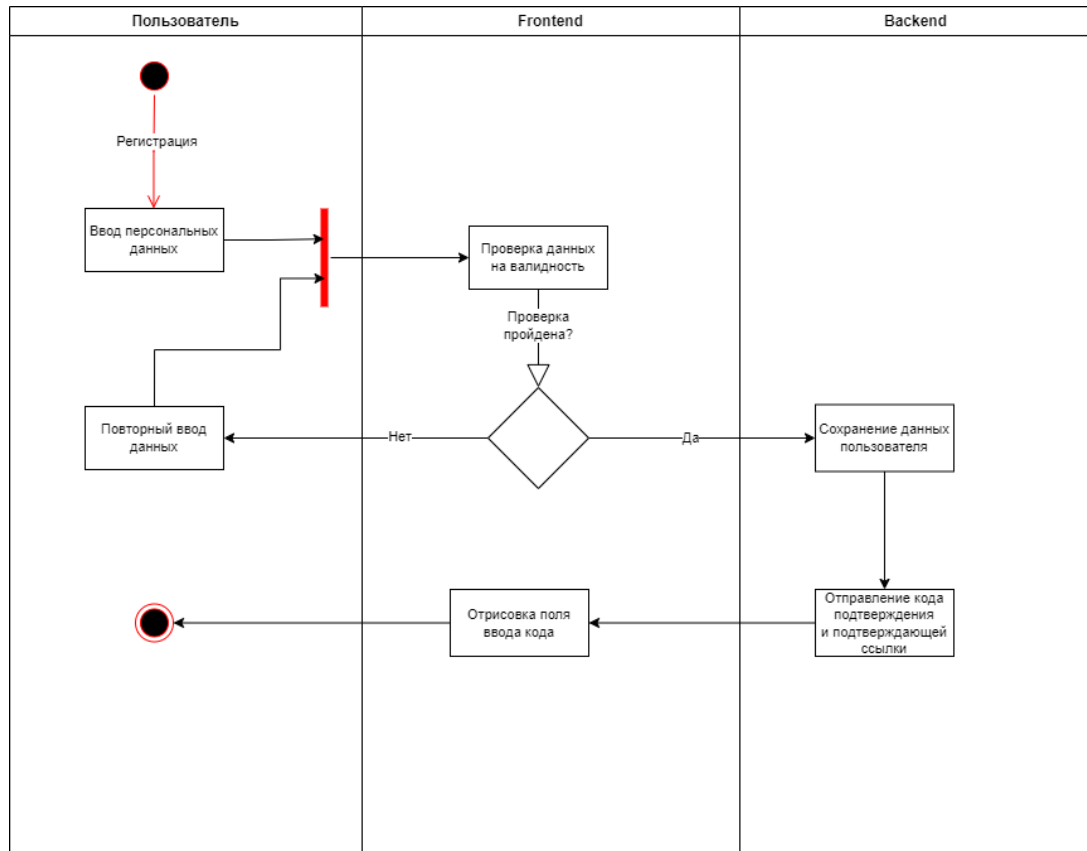 Пользователь
Frontend
Backend
Регистрация
Ввод персональных
данных
Проверка данных
на валидность
Проверка
пройдена?
Повторный ввод
данных
Нет
Да
Сохранение данных
пользователя
Отрисовка поля
ввода кода
Отправление кода
подтверждения
и подтверждающей
ссылки